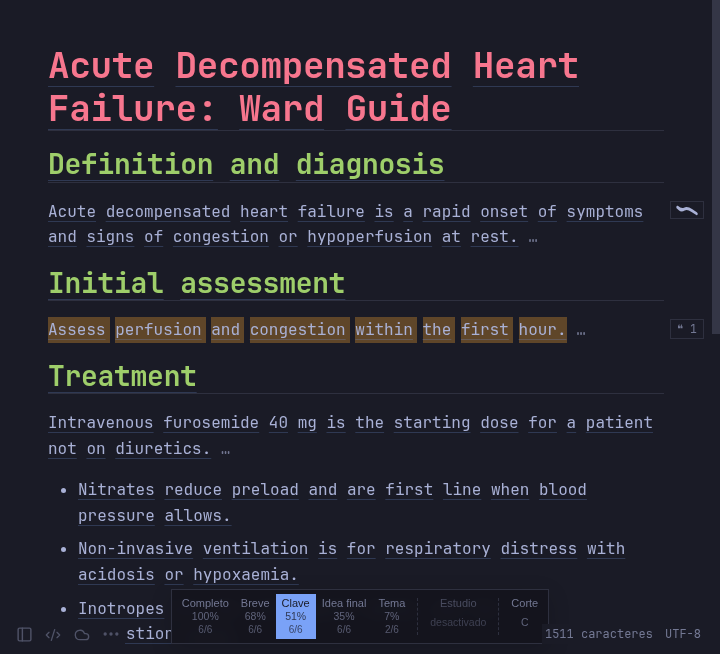 Acute Decompensated Heart
Failure: Ward Guide
Definition and diagnosis
Acute decompensated heart failure is a rapid onset of symptoms
and signs of congestion or hypoperfusion at rest. …
Initial assessment
Assess perfusion and congestion within the first hour. …
❝ 1
Treatment
Intravenous furosemide 40 mg is the starting dose for a patient
not on diuretics. …
• Nitrates reduce preload and are first line when blood
pressure allows.
• Non-invasive ventilation is for respiratory distress with
acidosis or hypoxaemia.
• Inotropes
stion
Completo Breve Clave Idea final Tema Estudio Corte
100% 68% 51% 35% 7% desactivado C
6/6 6/6 6/6 6/6 2/6
1511 caracteres UTF-8